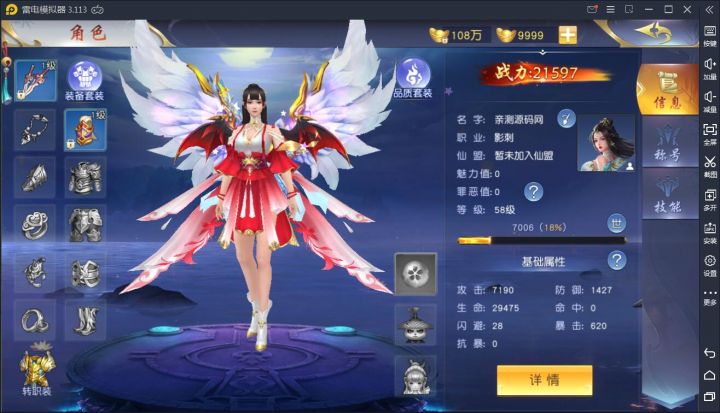 雷电模拟器 3.113
角色
108万
9999
1级
装备套装
1级
品质套装
转职装
战力:21597
名 字: 亲测源码网
职 业: 影刺
仙 盟: 暂未加入仙盟
魅力值: 0
罪恶值: 0
等 级: 58级
世
7006 (18%)
基础属性
攻 击: 7190 防 御: 1427
生 命: 29475 命 中: 0
闪 避: 28 暴 击: 620
抗 暴: 0
详 情
信息
称号
技能
按键
加量
减量
全屏
截图
多开
安装
设置
更多